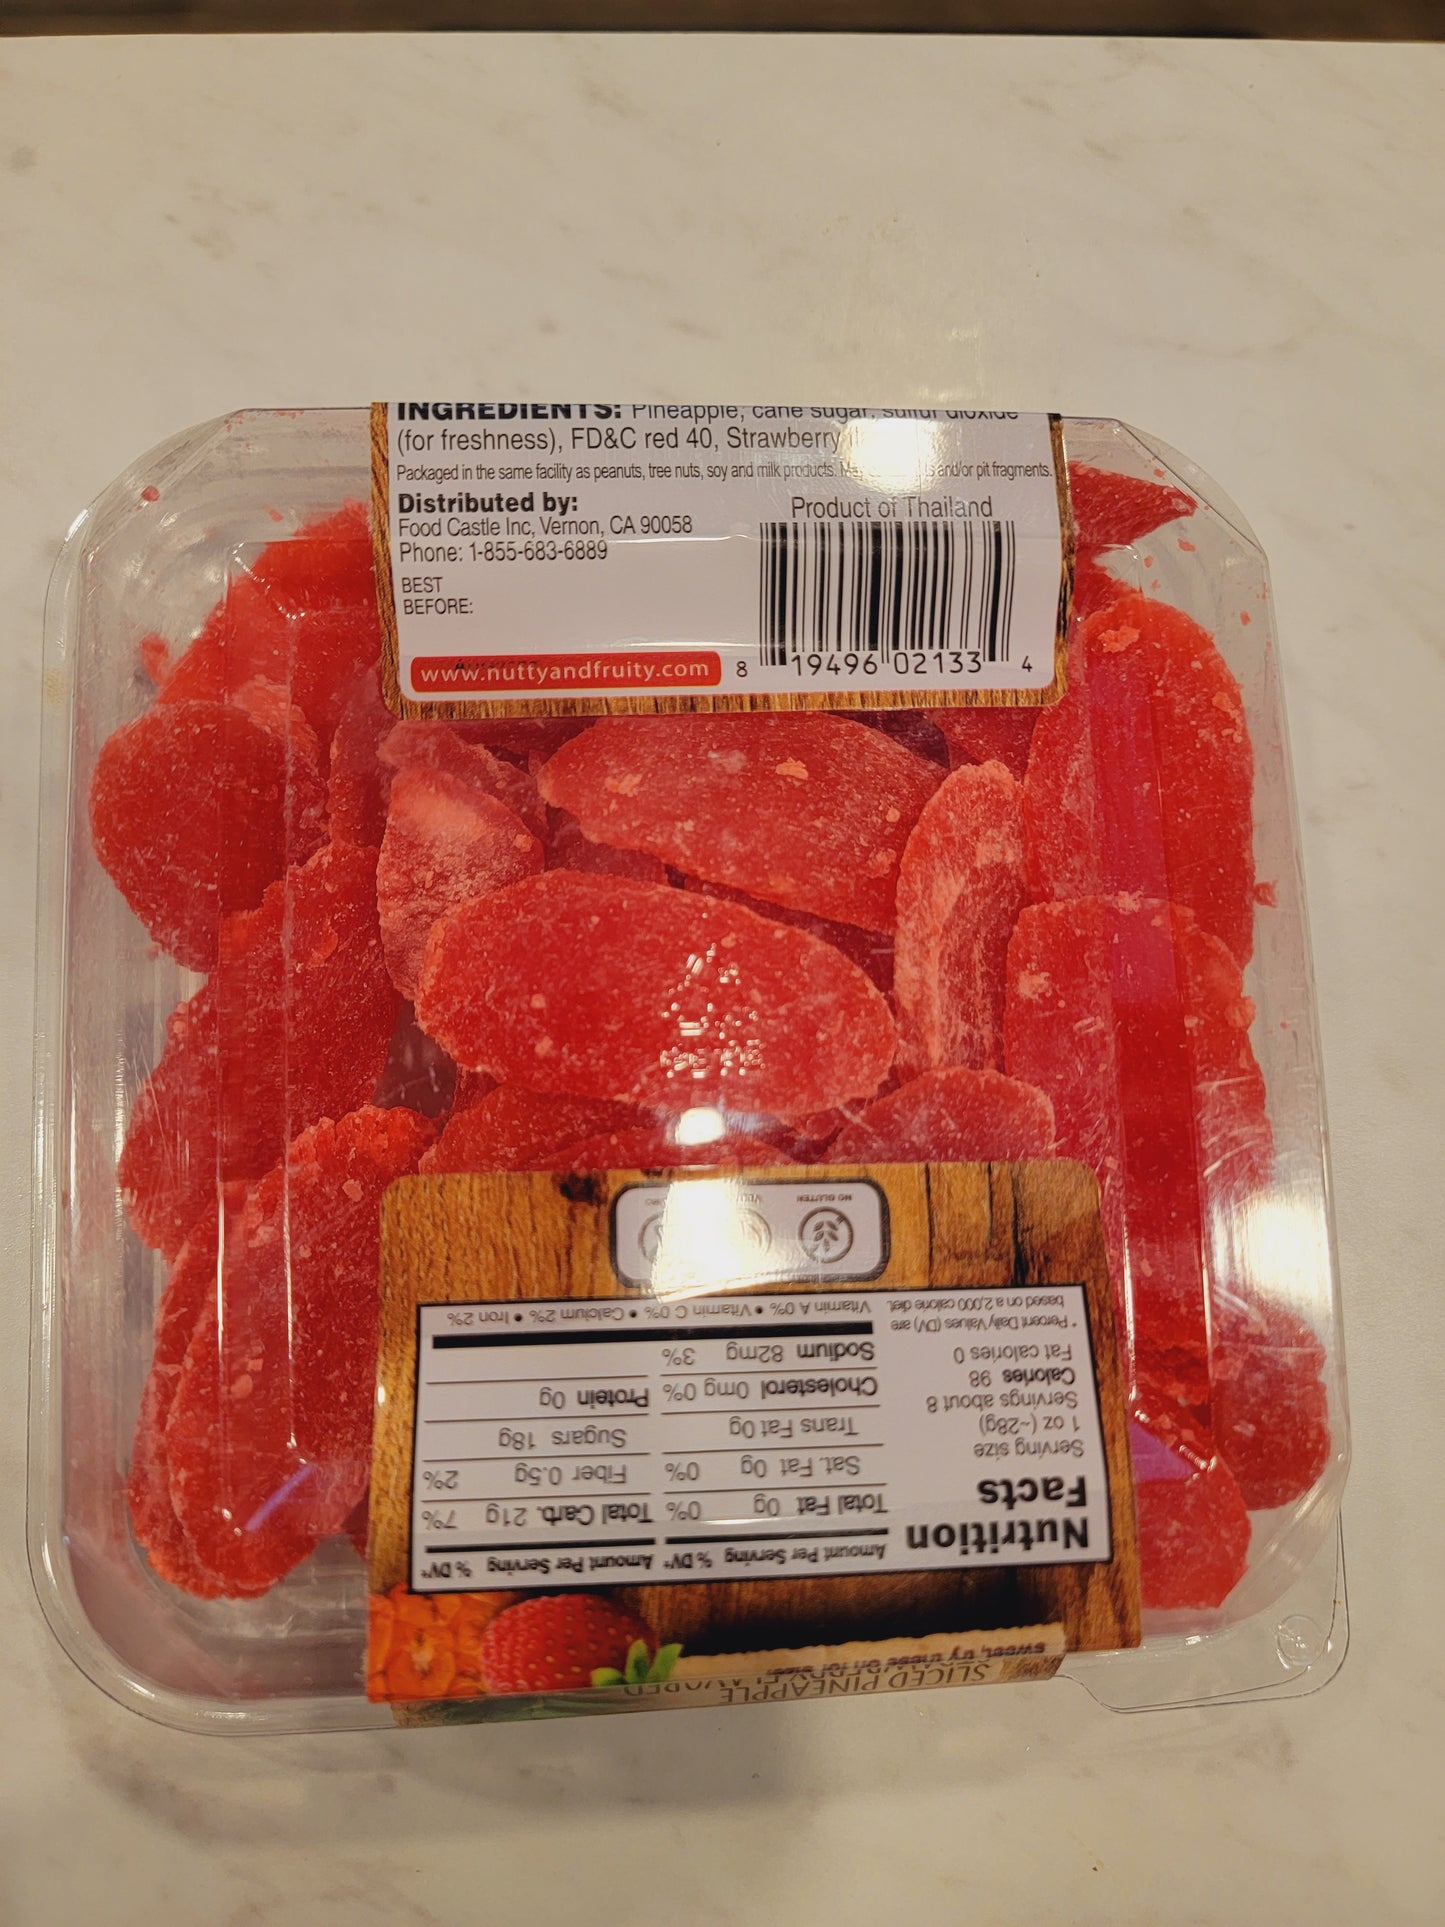 INGREDIENTS: Pineapple, cane sugar, sulfur dioxide
(for freshness), FD&C red 40, Strawberry
Packaged in the same facility as peanuts, tree nuts, soy and milk products. and/or pit fragments.
Distributed by:
Food Castle Inc, Vernon, CA 90058
Phone: 1-855-683-6889
BEST
BEFORE:
www.nuttyandfruity.com
Product of Thailand
8 19496 02133 4
SLICED PINEAPPLE
Nutrition
Facts
Serving size
1 oz (~28g)
Servings about 8
Calories 98
Fat calories 0
* Percent Daily Values (DV) are
based on a 2,000 calorie diet.
Amount Per Serving % DV*
Total Fat 0g 0%
Sat. Fat 0g 0%
Trans Fat 0g
Cholesterol 0mg 0%
Sodium 82mg 3%
Amount Per Serving % DV*
Total Carb. 21g 7%
Fiber 0.5g 2%
Sugars 18g
Protein 0g
Vitamin A 0% • Vitamin C 0% • Calcium 2% • Iron 2%
NO GLUTEN